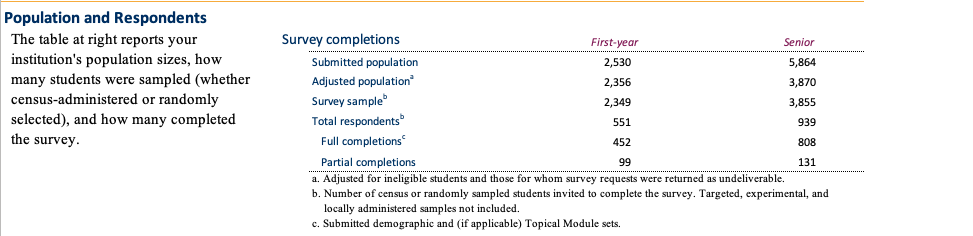 Population and Respondents
The table at right reports your
institution's population sizes, how
many students were sampled (whether
census-administered or randomly
selected), and how many completed
the survey.
Survey completions First-year Senior
Submitted population 2,530 5,864
Adjusted populationª 2,356 3,870
Survey sampleᵇ 2,349 3,855
Total respondentsᵇ 551 939
Full completionsᶜ 452 808
Partial completions 99 131
a. Adjusted for ineligible students and those for whom survey requests were returned as undeliverable.
b. Number of census or randomly sampled students invited to complete the survey. Targeted, experimental, and
locally administered samples not included.
c. Submitted demographic and (if applicable) Topical Module sets.